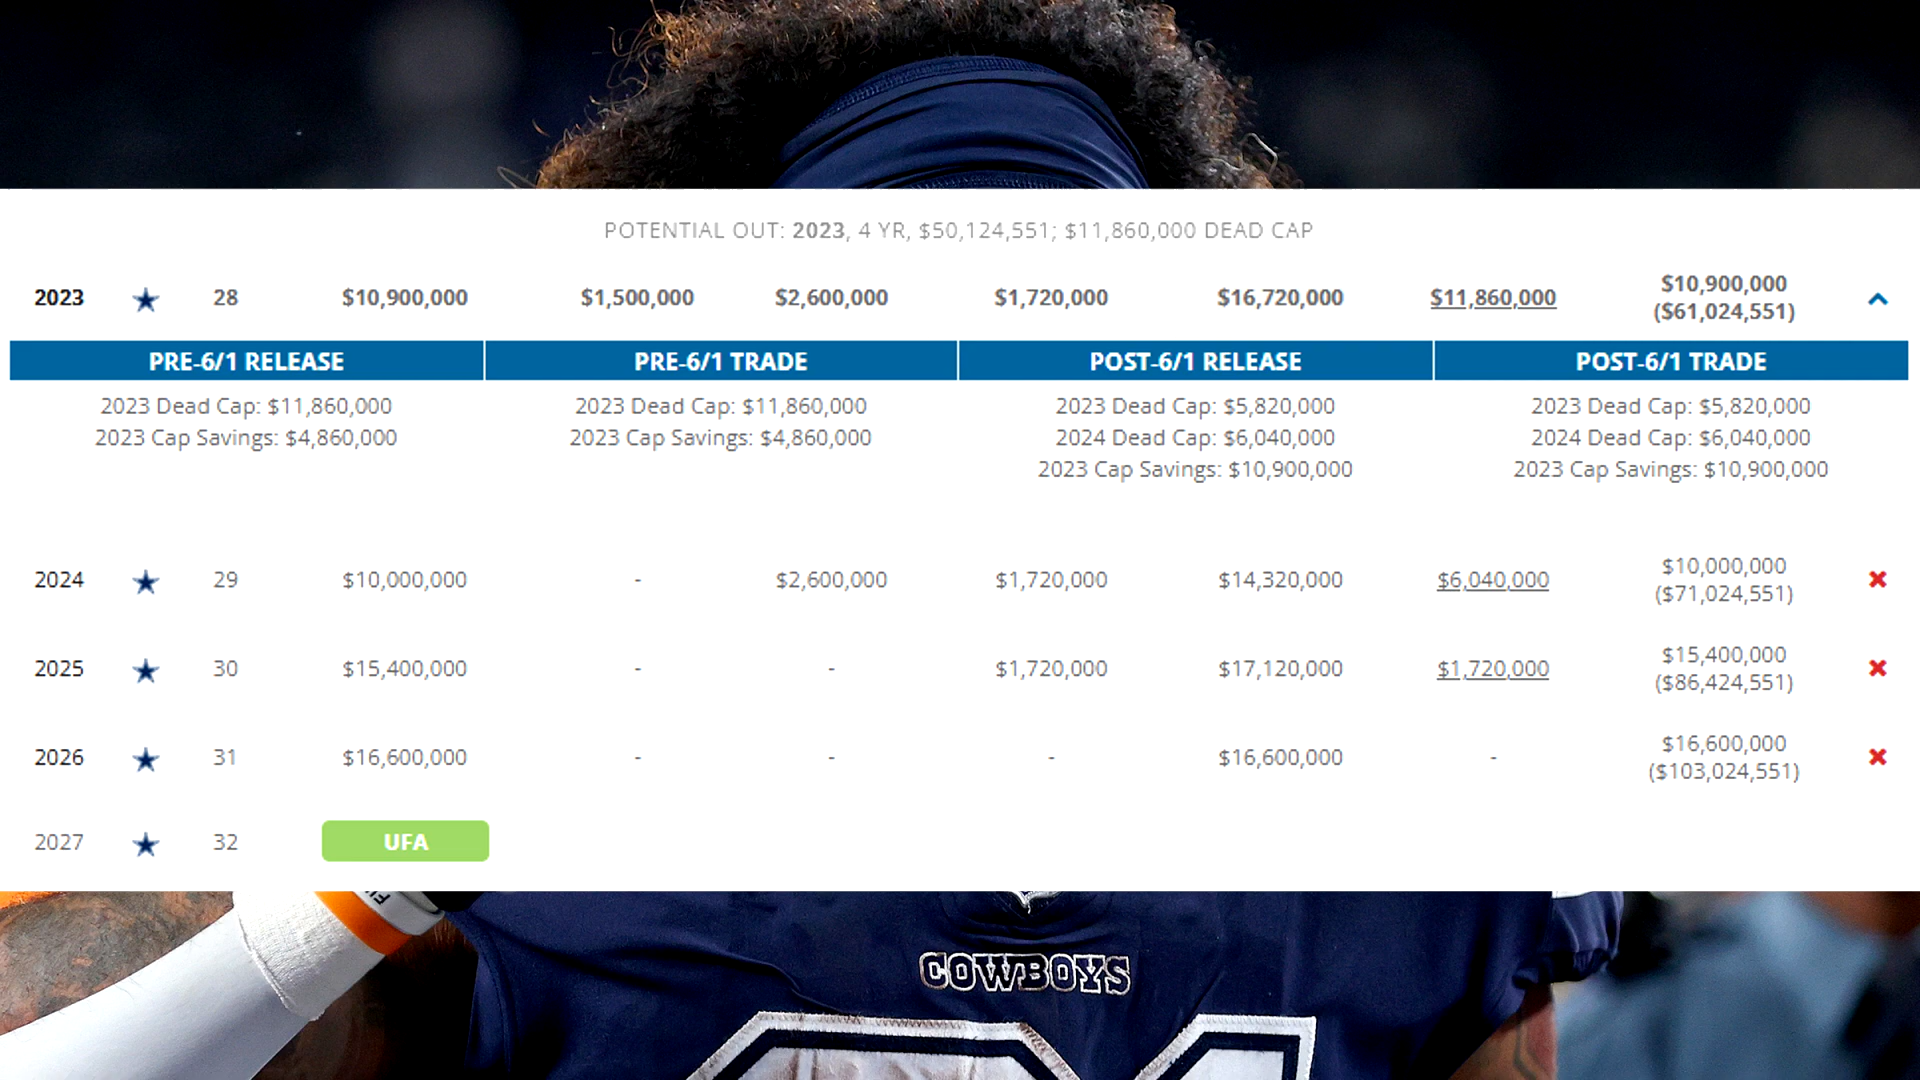 POTENTIAL OUT: 2023, 4 YR, $50,124,551; $11,860,000 DEAD CAP
2023 28 $10,900,000 $1,500,000 $2,600,000 $1,720,000 $16,720,000 $11,860,000 $10,900,000
($61,024,551)
PRE-6/1 RELEASE PRE-6/1 TRADE POST-6/1 RELEASE POST-6/1 TRADE
2023 Dead Cap: $11,860,000 2023 Dead Cap: $11,860,000 2023 Dead Cap: $5,820,000 2023 Dead Cap: $5,820,000
2023 Cap Savings: $4,860,000 2023 Cap Savings: $4,860,000 2024 Dead Cap: $6,040,000 2024 Dead Cap: $6,040,000
2023 Cap Savings: $10,900,000 2023 Cap Savings: $10,900,000
2024 29 $10,000,000 - $2,600,000 $1,720,000 $14,320,000 $6,040,000 $10,000,000
($71,024,551)
2025 30 $15,400,000 - - $1,720,000 $17,120,000 $1,720,000 $15,400,000
($86,424,551)
2026 31 $16,600,000 - - - $16,600,000 - $16,600,000
($103,024,551)
2027 32 UFA
COWBOYS